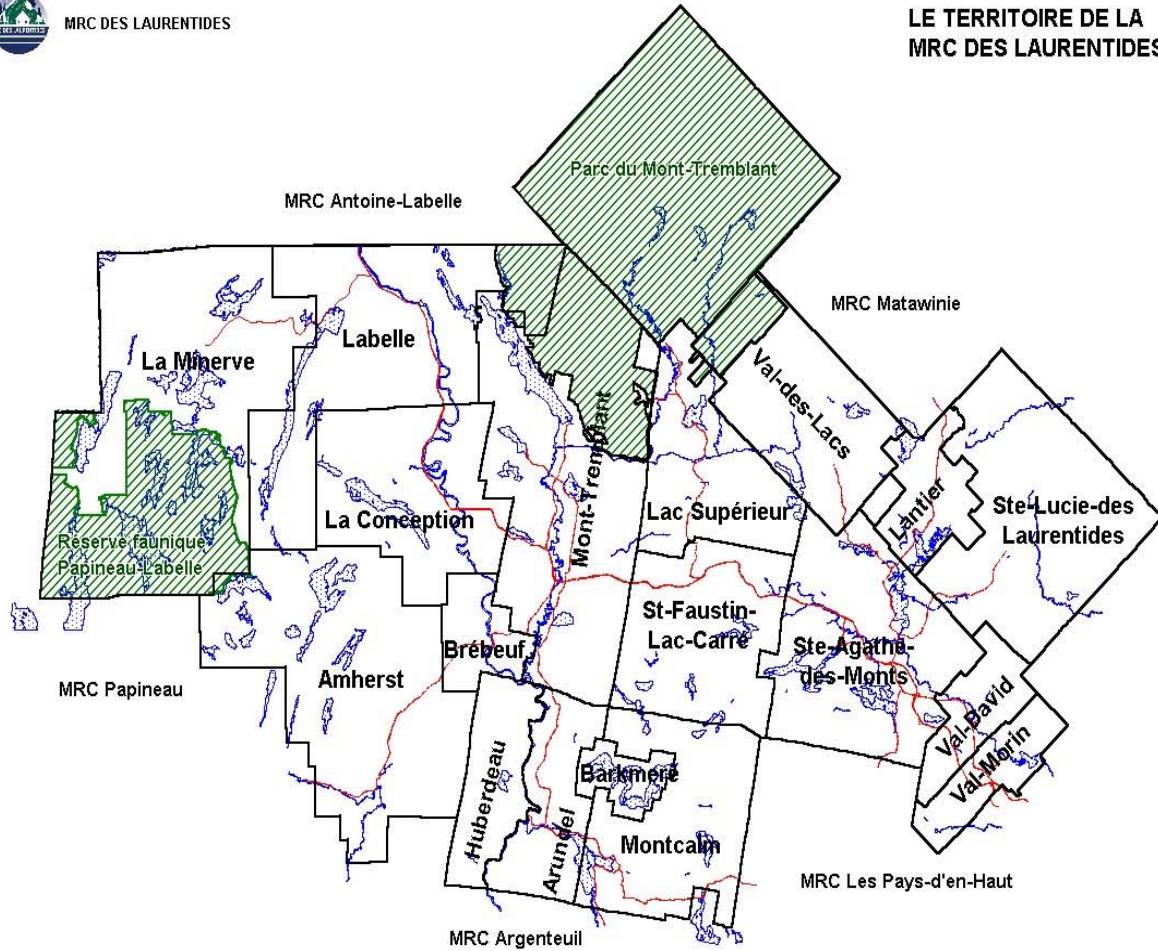 MRC DES LAURENTIDES
LE TERRITOIRE DE LA
MRC DES LAURENTIDES
Parc du Mont-Tremblant
MRC Antoine-Labelle
MRC Matawinie
Labelle
La Minerve
Val-des-Lacs
Mont-Tremblant
Lantier
Ste-Lucie-des
Laurentides
La Conception
Lac Supérieur
Réserve faunique
Papineau-Labelle
St-Faustin-
Lac-Carré
Ste-Agathe-
des-Monts
Brébeuf
Amherst
MRC Papineau
Val-David
Val-Morin
Huberdeau
Barkmere
Arundel
Montcalm
MRC Les Pays-d'en-Haut
MRC Argenteuil